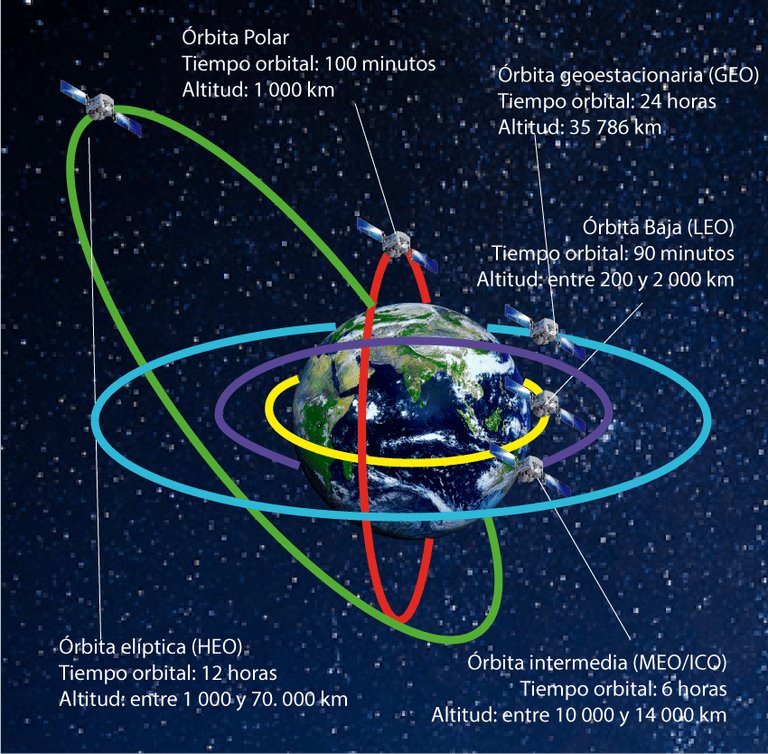 Órbita Polar
Tiempo orbital: 100 minutos
Altitud: 1 000 km
Órbita geoestacionaria (GEO)
Tiempo orbital: 24 horas
Altitud: 35 786 km
Órbita Baja (LEO)
Tiempo orbital: 90 minutos
Altitud: entre 200 y 2 000 km
Órbita elíptica (HEO)
Tiempo orbital: 12 horas
Altitud: entre 1 000 y 70. 000 km
Órbita intermedia (MEO/ICO)
Tiempo orbital: 6 horas
Altitud: entre 10 000 y 14 000 km